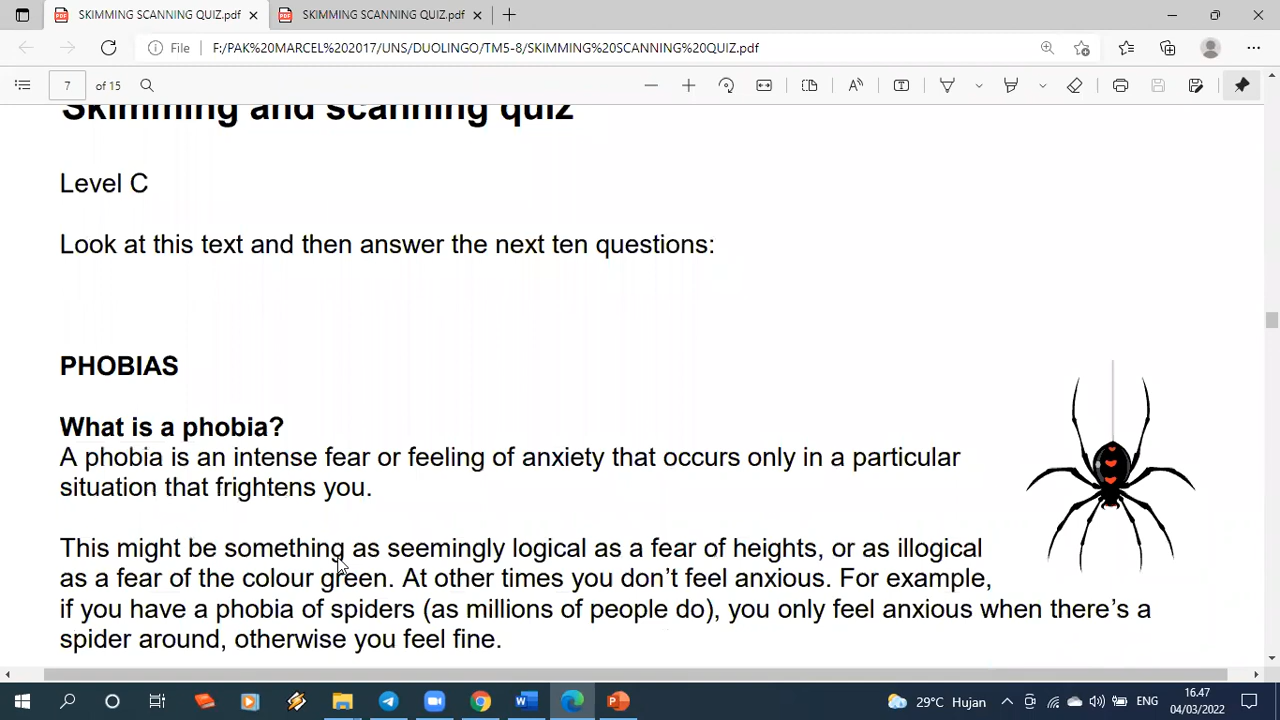 SKIMMING SCANNING QUIZ.pdf
SKIMMING SCANNING QUIZ.pdf
File F:/PAK%20MARCEL%202017/UNS/DUOLINGO/TM5-8/SKIMMING%20SCANNING%20QUIZ.pdf
7 of 15
Skimming and scanning quiz
Level C
Look at this text and then answer the next ten questions:
PHOBIAS
What is a phobia?
A phobia is an intense fear or feeling of anxiety that occurs only in a particular
situation that frightens you.
This might be something as seemingly logical as a fear of heights, or as illogical
as a fear of the colour green. At other times you don’t feel anxious. For example,
if you have a phobia of spiders (as millions of people do), you only feel anxious when there’s a
spider around, otherwise you feel fine.
29°C Hujan ENG 16.47
04/03/2022